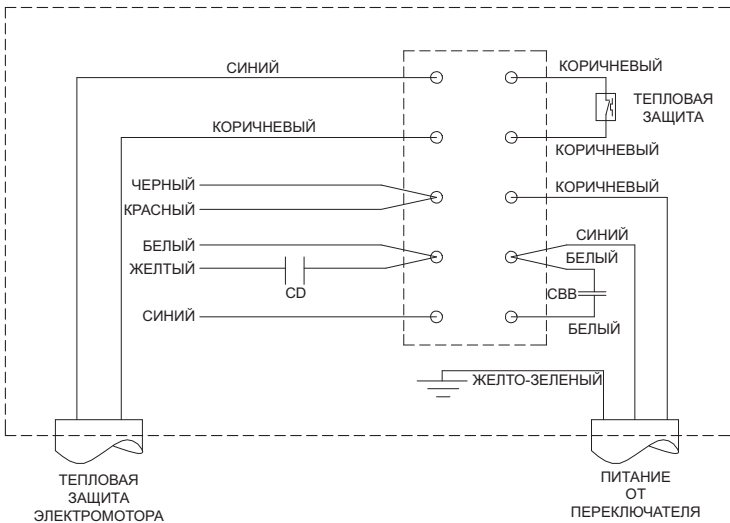 СИНИЙ
КОРИЧНЕВЫЙ
ТЕПЛОВАЯ
ЗАЩИТА
КОРИЧНЕВЫЙ
КОРИЧНЕВЫЙ
ЧЕРНЫЙ
КОРИЧНЕВЫЙ
КРАСНЫЙ
СИНИЙ
БЕЛЫЙ
БЕЛЫЙ
ЖЕЛТЫЙ
CD
CBB
СИНИЙ
БЕЛЫЙ
ЖЕЛТО-ЗЕЛЕНЫЙ
ТЕПЛОВАЯ
ЗАЩИТА
ЭЛЕКТРОМОТОРА
ПИТАНИЕ
ОТ
ПЕРЕКЛЮЧАТЕЛЯ